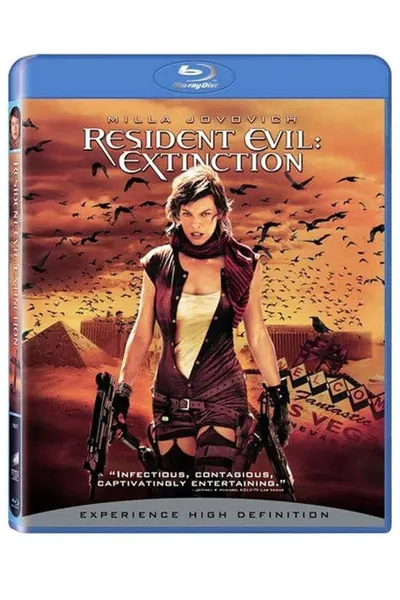 Blu-ray Disc
MILLA JOVOVICH
RESIDENT EVIL:
EXTINCTION
RESIDENT EVIL: EXTINCTION
WELCOME
Fantastic
LAS VEGAS
NEVADA
"INFECTIOUS, CONTAGIOUS,
CAPTIVATINGLY ENTERTAINING."
EXPERIENCE HIGH DEFINITION